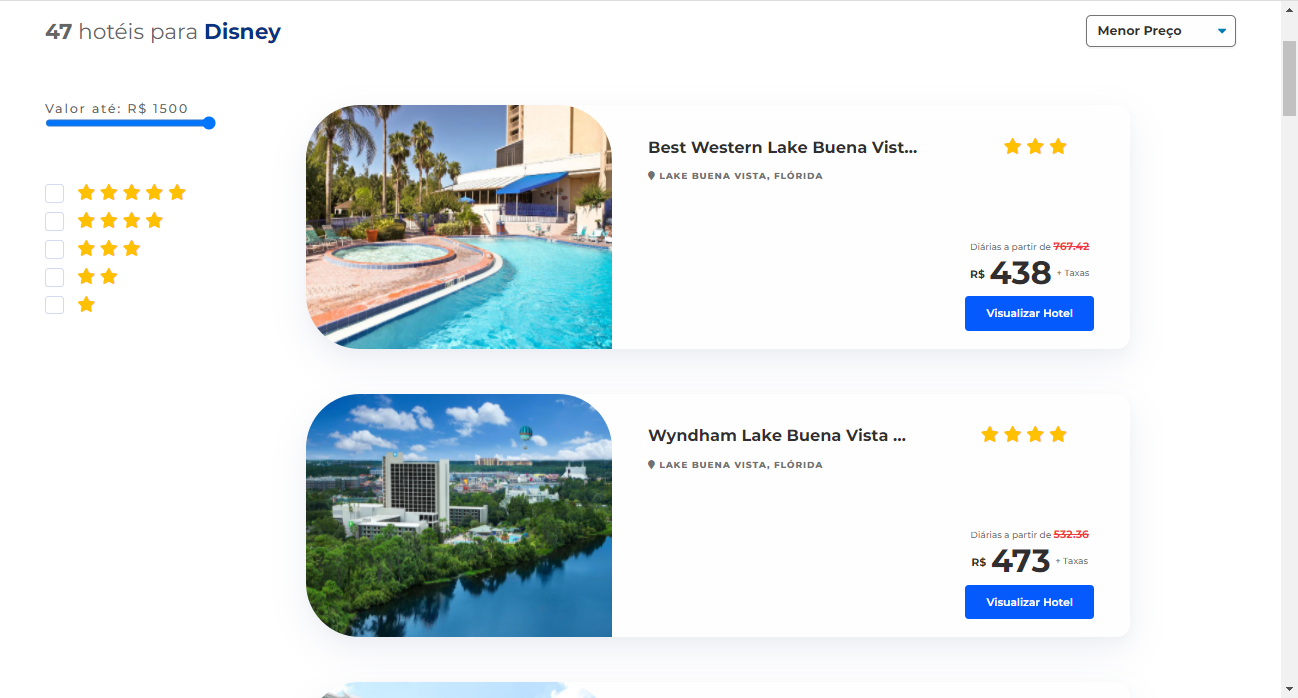 47 hotéis para Disney
Menor Preço
Valor até: R$ 1500
Best Western Lake Buena Vist...
LAKE BUENA VISTA, FLÓRIDA
Diárias a partir de 767.42
R$ 438 + Taxas
Visualizar Hotel
Wyndham Lake Buena Vista ...
LAKE BUENA VISTA, FLÓRIDA
Diárias a partir de 532.36
R$ 473 + Taxas
Visualizar Hotel